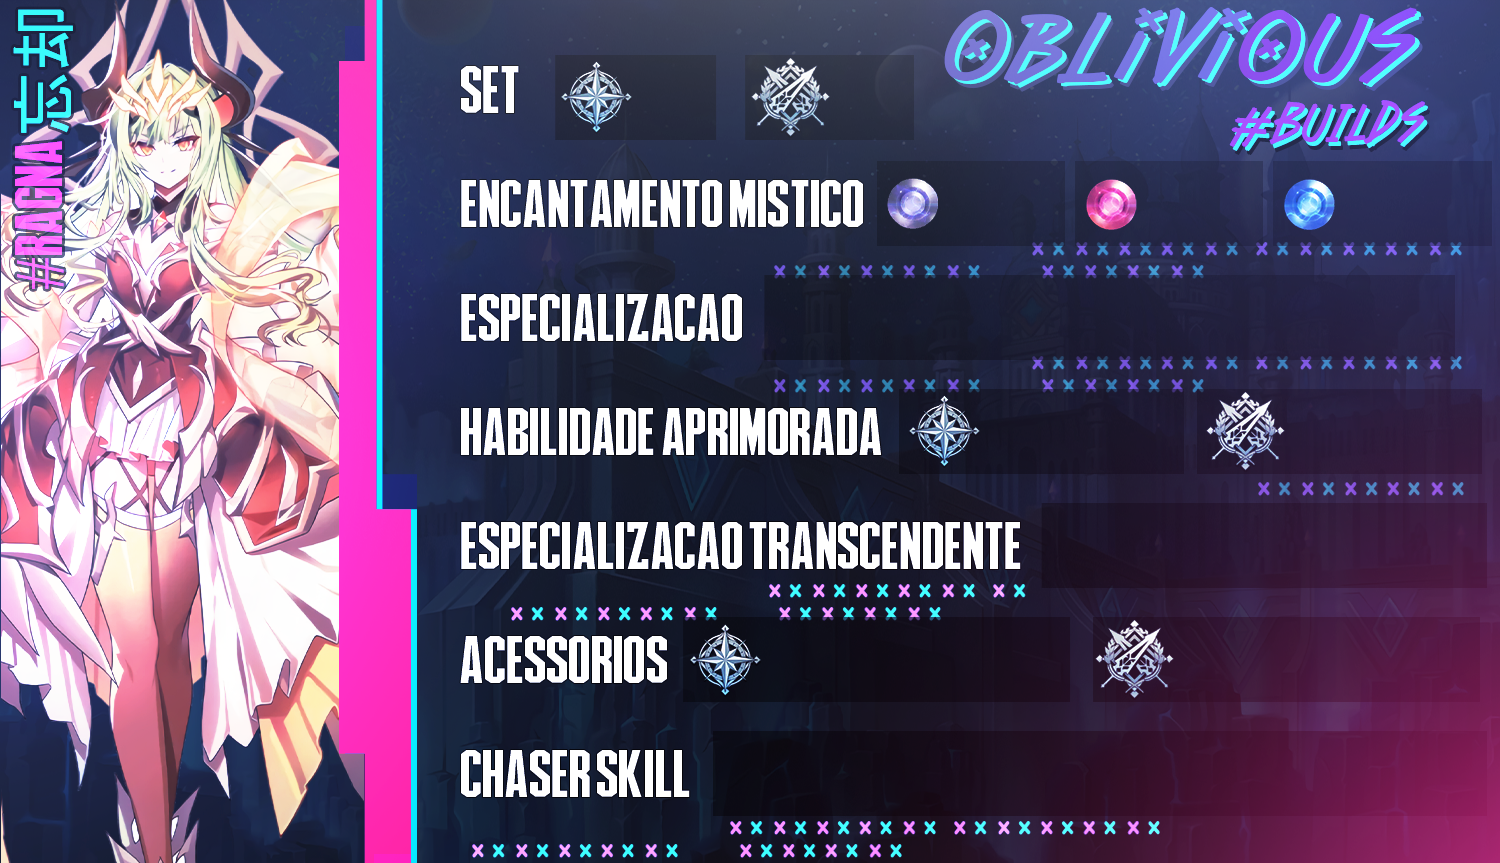 OBLiViOUS
#BUILDS
#RAGNA忘却
SET
ENCANTAMENTO MISTICO
ESPECIALIZACAO
HABILIDADE APRIMORADA
ESPECIALIZACAO TRANSCENDENTE
ACESSORIOS
CHASER SKILL